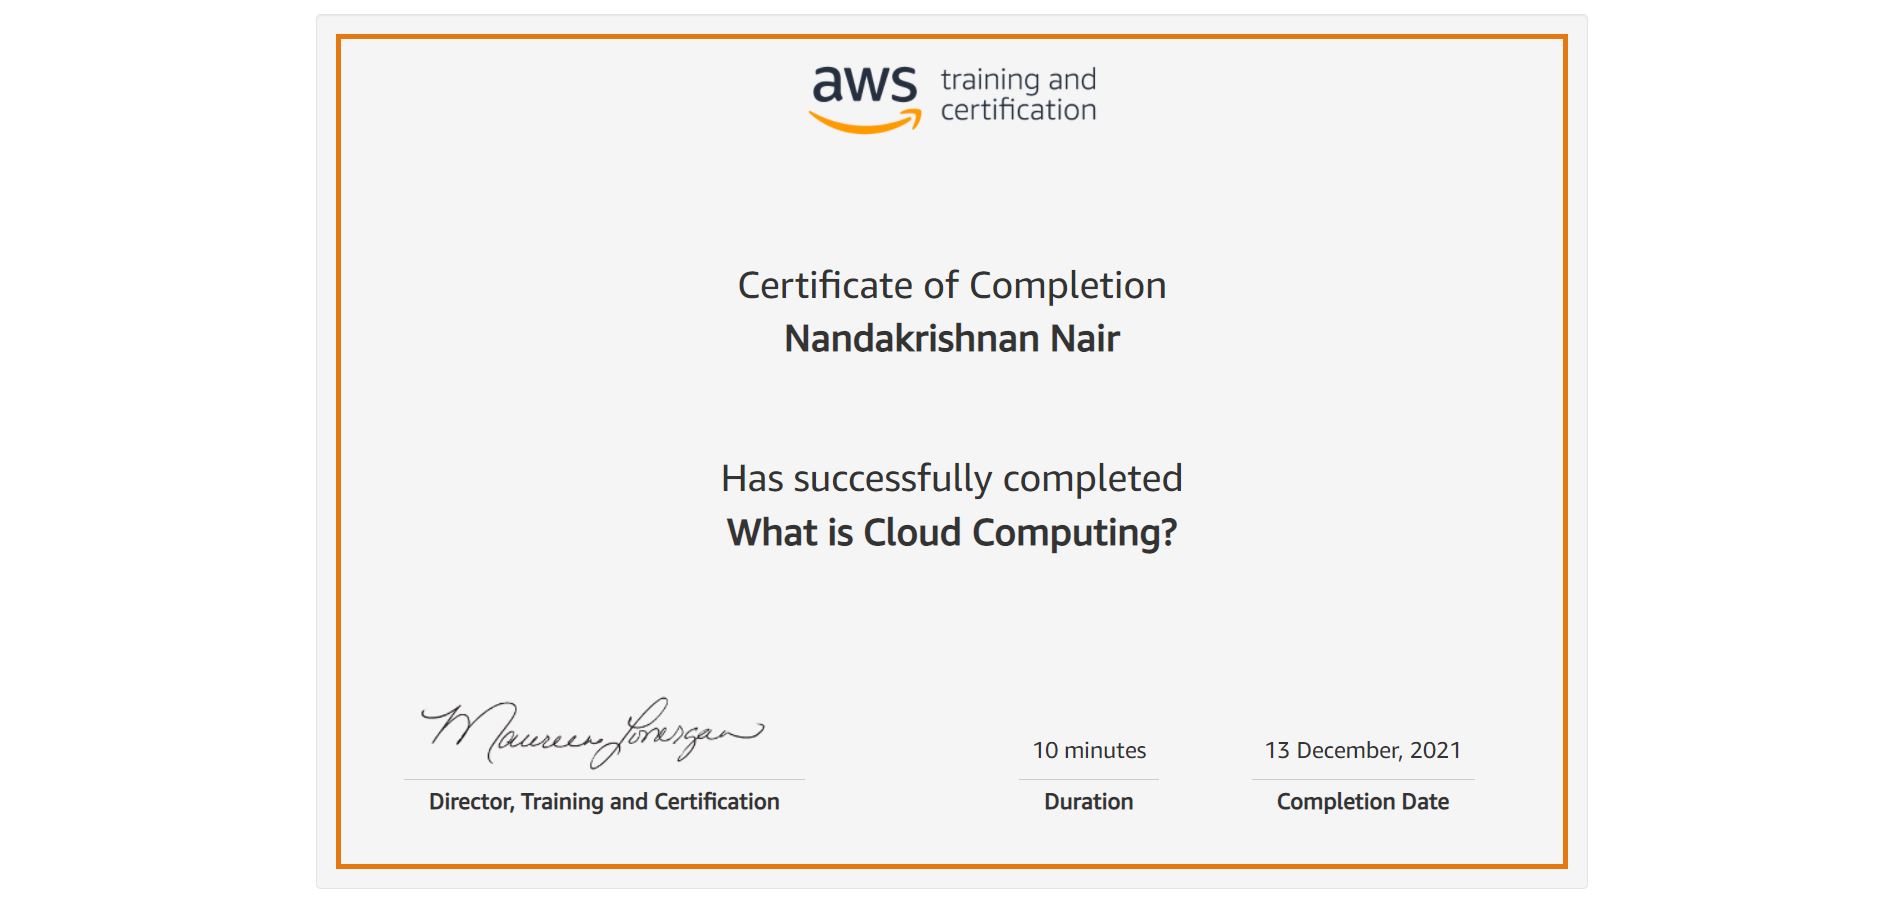 aws training and
certification
Certificate of Completion
Nandakrishnan Nair
Has successfully completed
What is Cloud Computing?
Maureen Lonergan
10 minutes
13 December, 2021
Director, Training and Certification
Duration
Completion Date